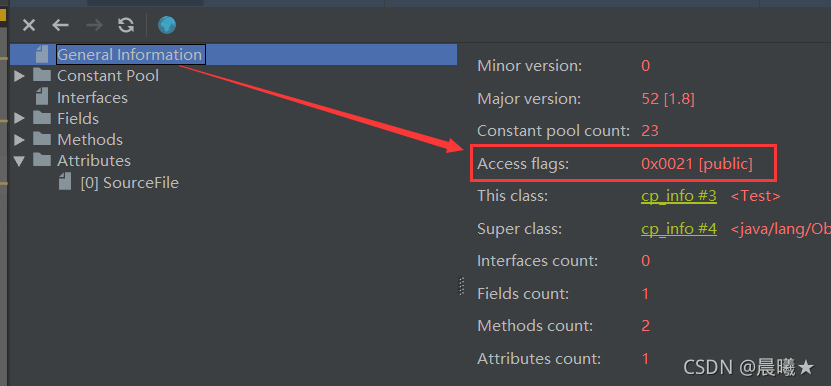 General Information
Constant Pool
Interfaces
Fields
Methods
Attributes
[0] SourceFile
Minor version: 0
Major version: 52 [1.8]
Constant pool count: 23
Access flags: 0x0021 [public]
This class: cp_info #3 <Test>
Super class: cp_info #4 <java/lang/Ob
Interfaces count: 0
Fields count: 1
Methods count: 2
Attributes count: 1
CSDN @晨曦★